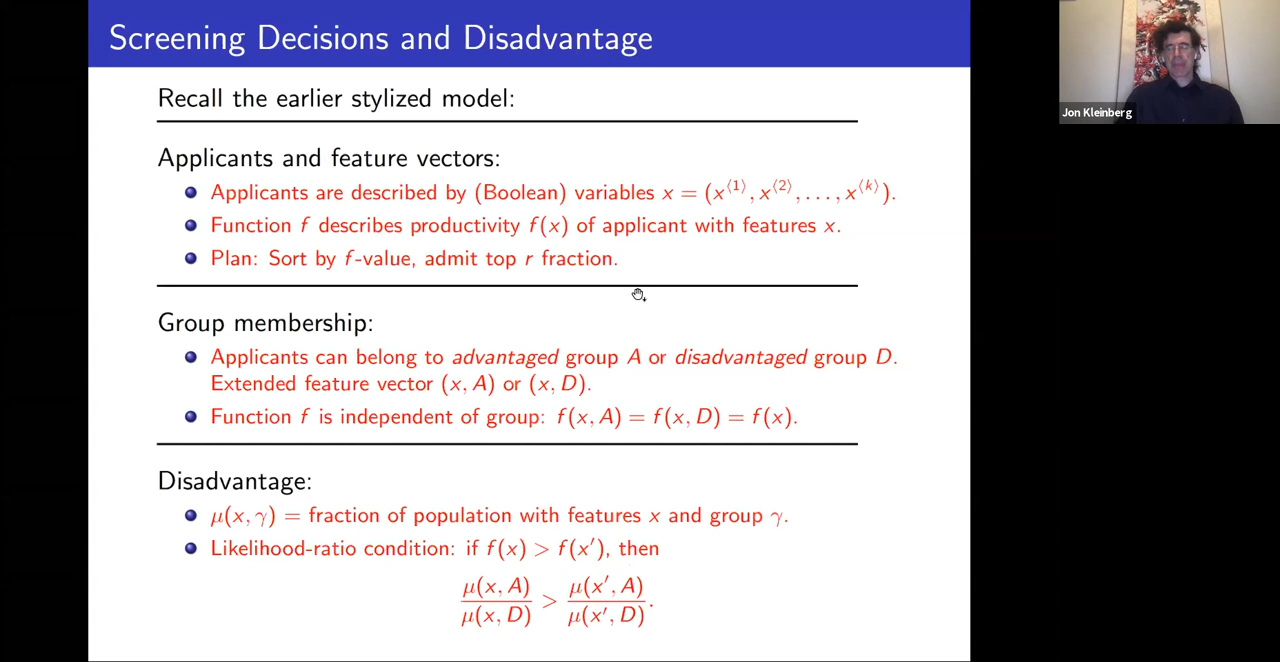 Screening Decisions and Disadvantage
Recall the earlier stylized model:
Applicants and feature vectors:
Applicants are described by (Boolean) variables x = (x⟨1⟩, x⟨2⟩, . . . , x⟨k⟩).
Function f describes productivity f(x) of applicant with features x.
Plan: Sort by f-value, admit top r fraction.
Group membership:
Applicants can belong to advantaged group A or disadvantaged group D.
Extended feature vector (x, A) or (x, D).
Function f is independent of group: f(x, A) = f(x, D) = f(x).
Disadvantage:
μ(x, γ) = fraction of population with features x and group γ.
Likelihood-ratio condition: if f(x) > f(x′), then
μ(x, A) / μ(x, D) > μ(x′, A) / μ(x′, D).
Jon Kleinberg